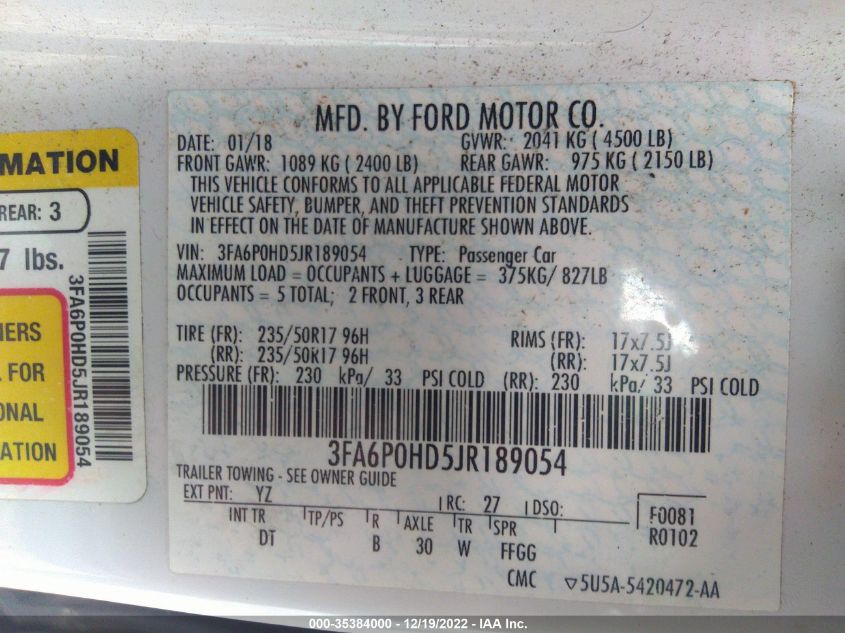 MATION
REAR: 3
7 lbs.
3FA6P0HD5JR189054
IERS
FOR
ONAL
ATION
MFD. BY FORD MOTOR CO.
DATE: 01/18 GVWR: 2041 KG ( 4500 LB)
FRONT GAWR: 1089 KG ( 2400 LB) REAR GAWR: 975 KG ( 2150 LB)
THIS VEHICLE CONFORMS TO ALL APPLICABLE FEDERAL MOTOR
VEHICLE SAFETY, BUMPER, AND THEFT PREVENTION STANDARDS
IN EFFECT ON THE DATE OF MANUFACTURE SHOWN ABOVE.
VIN: 3FA6P0HD5JR189054 TYPE: Passenger Car
MAXIMUM LOAD = OCCUPANTS + LUGGAGE = 375KG/ 827LB
OCCUPANTS = 5 TOTAL; 2 FRONT, 3 REAR
TIRE (FR): 235/50R17 96H RIMS (FR): 17x7.5J
(RR): 235/50R17 96H (RR): 17x7.5J
PRESSURE (FR): 230 kPa/ 33 PSI COLD (RR): 230 kPa/ 33 PSI COLD
3FA6P0HD5JR189054
TRAILER TOWING - SEE OWNER GUIDE
EXT PNT: YZ RC: 27 DSO: F0081
INT TR TP/PS R AXLE TR SPR R0102
DT B 30 W FFGG
CMC ▽5U5A-5420472-AA
000-35384000 - 12/19/2022 - IAA Inc.